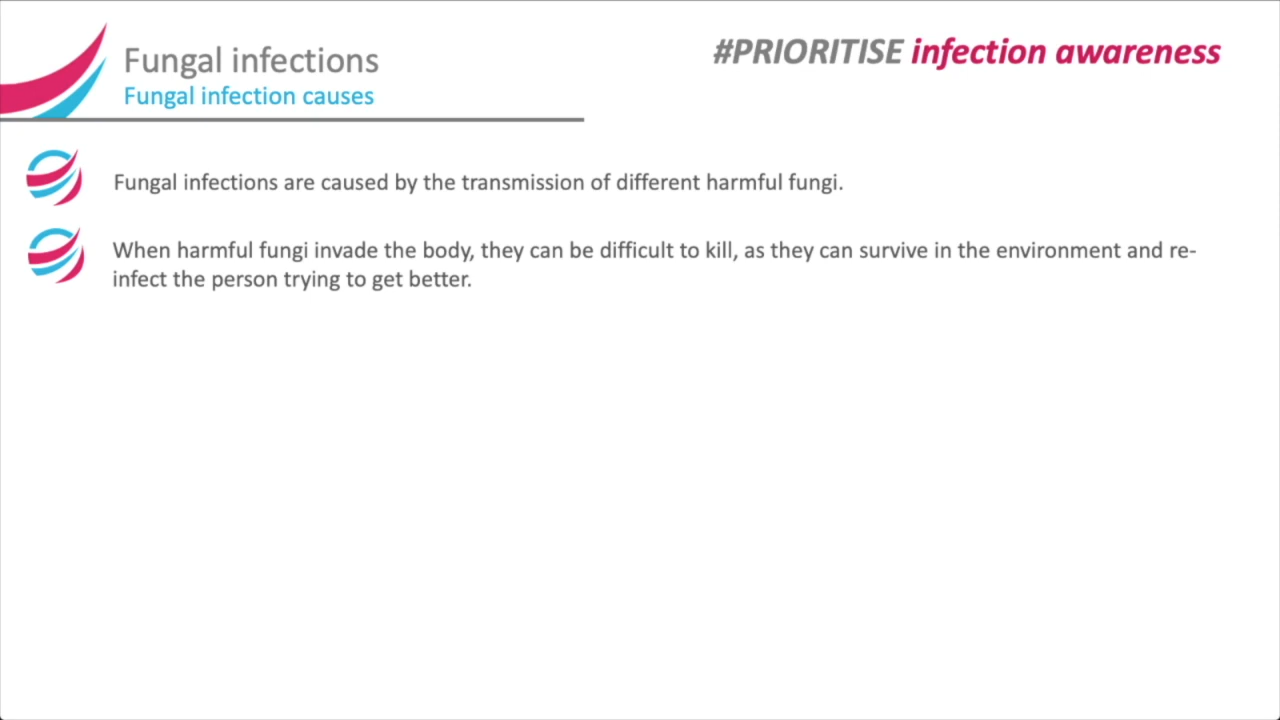 Fungal infections
#PRIORITISE infection awareness
Fungal infection causes
Fungal infections are caused by the transmission of different harmful fungi.
When harmful fungi invade the body, they can be difficult to kill, as they can survive in the environment and re-
infect the person trying to get better.